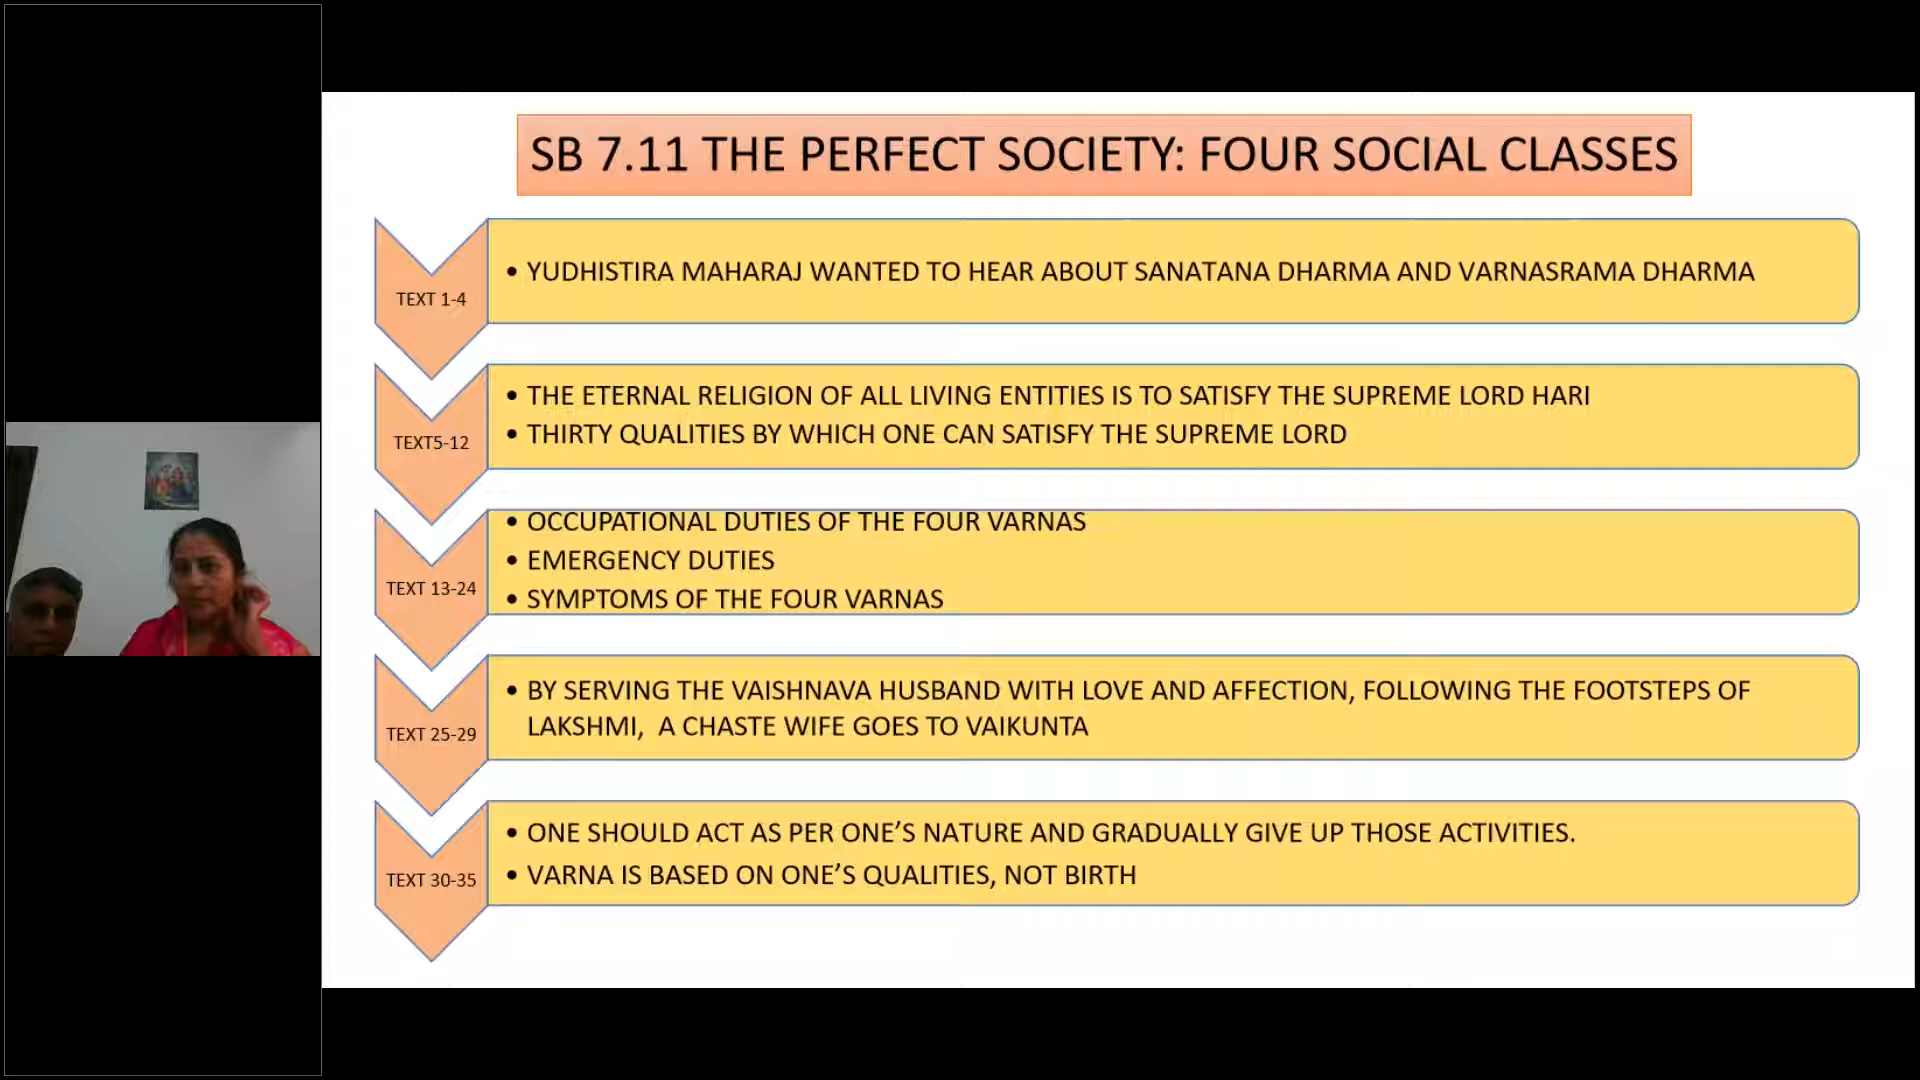 SB 7.11 THE PERFECT SOCIETY: FOUR SOCIAL CLASSES
TEXT 1-4
• YUDHISTIRA MAHARAJ WANTED TO HEAR ABOUT SANATANA DHARMA AND VARNASRAMA DHARMA
TEXT5-12
• THE ETERNAL RELIGION OF ALL LIVING ENTITIES IS TO SATISFY THE SUPREME LORD HARI
• THIRTY QUALITIES BY WHICH ONE CAN SATISFY THE SUPREME LORD
TEXT 13-24
• OCCUPATIONAL DUTIES OF THE FOUR VARNAS
• EMERGENCY DUTIES
• SYMPTOMS OF THE FOUR VARNAS
TEXT 25-29
• BY SERVING THE VAISHNAVA HUSBAND WITH LOVE AND AFFECTION, FOLLOWING THE FOOTSTEPS OF
LAKSHMI,  A CHASTE WIFE GOES TO VAIKUNTA
TEXT 30-35
• ONE SHOULD ACT AS PER ONE’S NATURE AND GRADUALLY GIVE UP THOSE ACTIVITIES.
• VARNA IS BASED ON ONE’S QUALITIES, NOT BIRTH